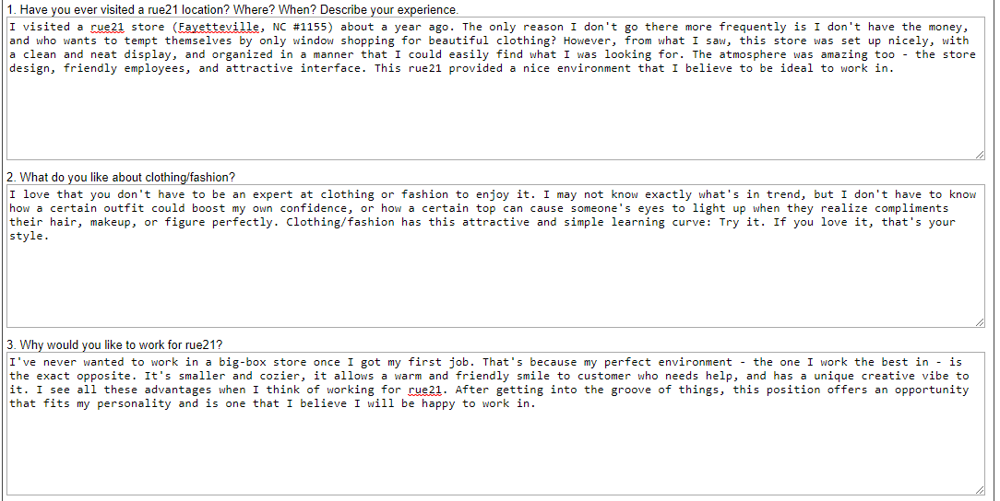 1. Have you ever visited a rue21 location? Where? When? Describe your experience.
I visited a rue21 store (Fayetteville, NC #1155) about a year ago. The only reason I don't go there more frequently is I don't have the money,
and who wants to tempt themselves by only window shopping for beautiful clothing? However, from what I saw, this store was set up nicely, with
a clean and neat display, and organized in a manner that I could easily find what I was looking for. The atmosphere was amazing too - the store
design, friendly employees, and attractive interface. This rue21 provided a nice environment that I believe to be ideal to work in.
2. What do you like about clothing/fashion?
I love that you don't have to be an expert at clothing or fashion to enjoy it. I may not know exactly what's in trend, but I don't have to know
how a certain outfit could boost my own confidence, or how a certain top can cause someone's eyes to light up when they realize compliments
their hair, makeup, or figure perfectly. Clothing/fashion has this attractive and simple learning curve: Try it. If you love it, that's your
style.
3. Why would you like to work for rue21?
I've never wanted to work in a big-box store once I got my first job. That's because my perfect environment - the one I work the best in - is
the exact opposite. It's smaller and cozier, it allows a warm and friendly smile to customer who needs help, and has a unique creative vibe to
it. I see all these advantages when I think of working for rue21. After getting into the groove of things, this position offers an opportunity
that fits my personality and is one that I believe I will be happy to work in.